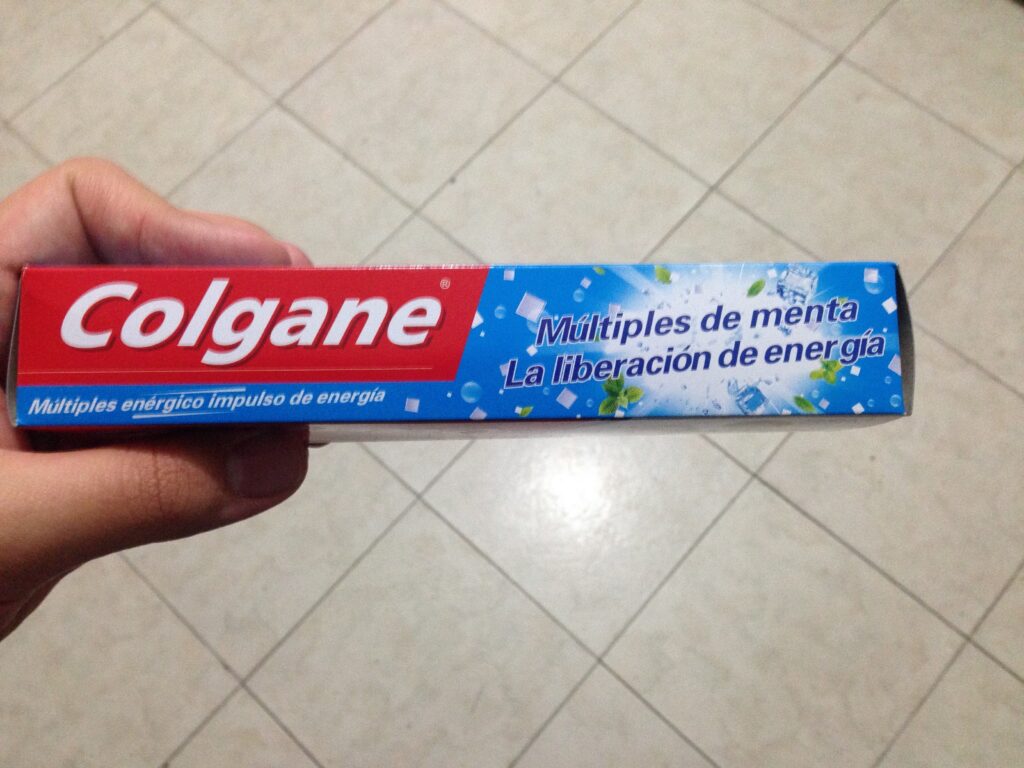 Colgane®
Múltiples enérgico impulso de energía
Múltiples de menta
La liberación de energía